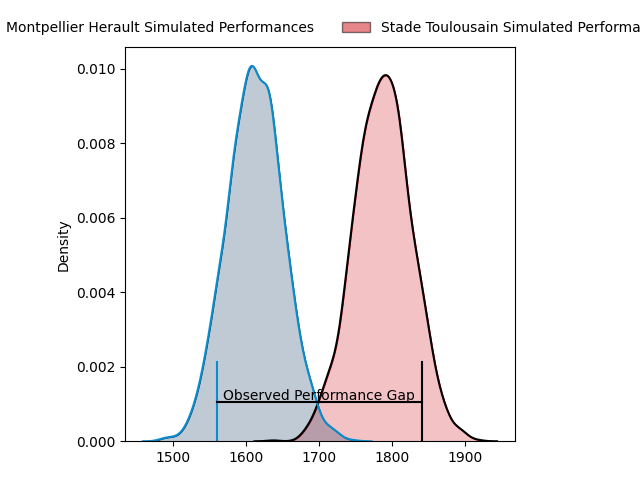 Montpellier Herault Simulated Performances
Stade Toulousain Simulated Performa
0.010
0.008
0.006
0.004
0.002
0.000
Density
Observed Performance Gap
1500 1600 1700 1800 1900